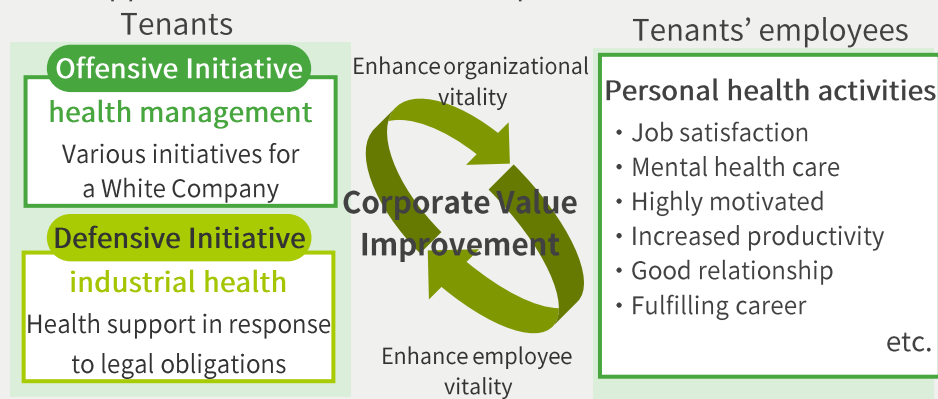 Tenants
Offensive Initiative
health management
Various initiatives for
a White Company
Defensive Initiative
industrial health
Health support in response
to legal obligations
Enhance organizational
vitality
Corporate Value
Improvement
Enhance employee
vitality
Tenants’ employees
Personal health activities
・Job satisfaction
・Mental health care
・Highly motivated
・Increased productivity
・Good relationship
・Fulfilling career
etc.